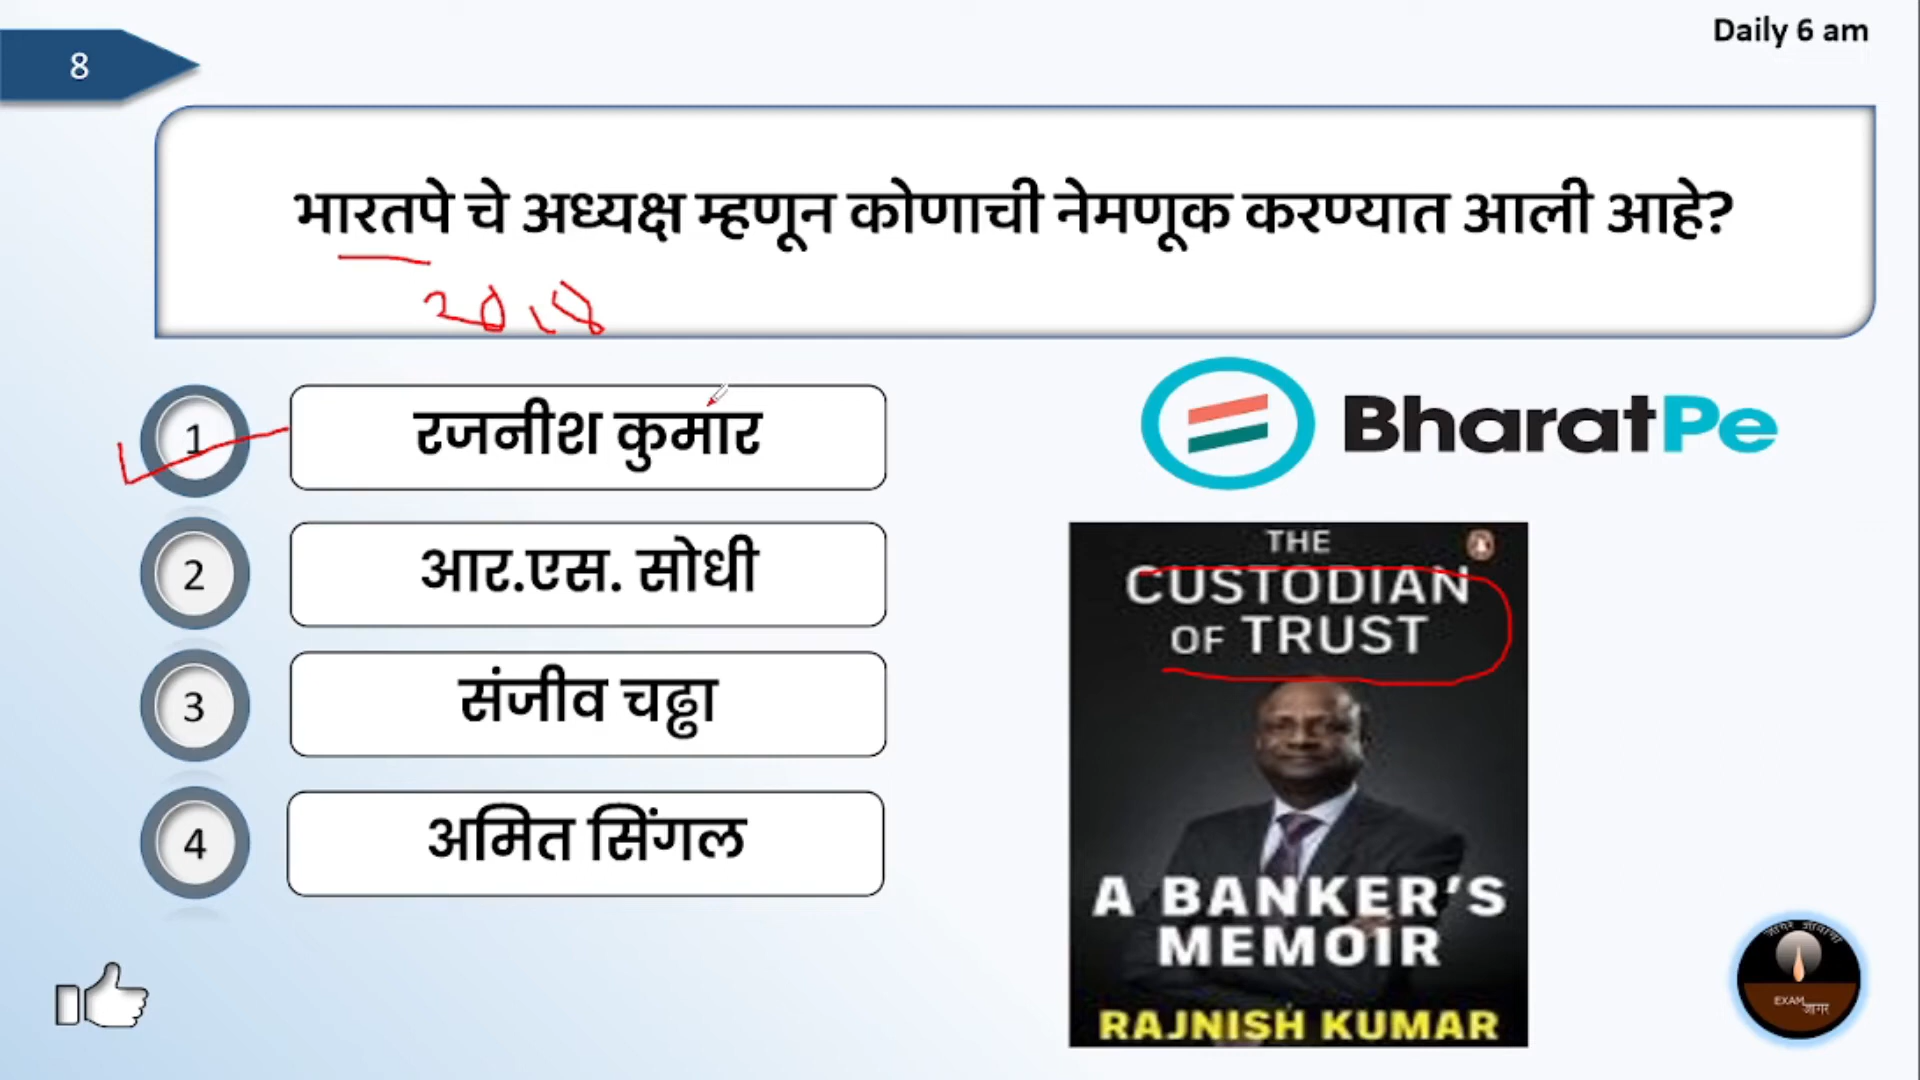 Daily 6 am
8
भारतपे चे अध्यक्ष म्हणून कोणाची नेमणूक करण्यात आली आहे?
2018
1
रजनीश कुमार
2
आर.एस. सोधी
3
संजीव चढ्ढा
4
अमित सिंगल
BharatPe
THE
CUSTODIAN
OF TRUST
A BANKER'S
MEMOIR
RAJNISH KUMAR
EXAM
जागर